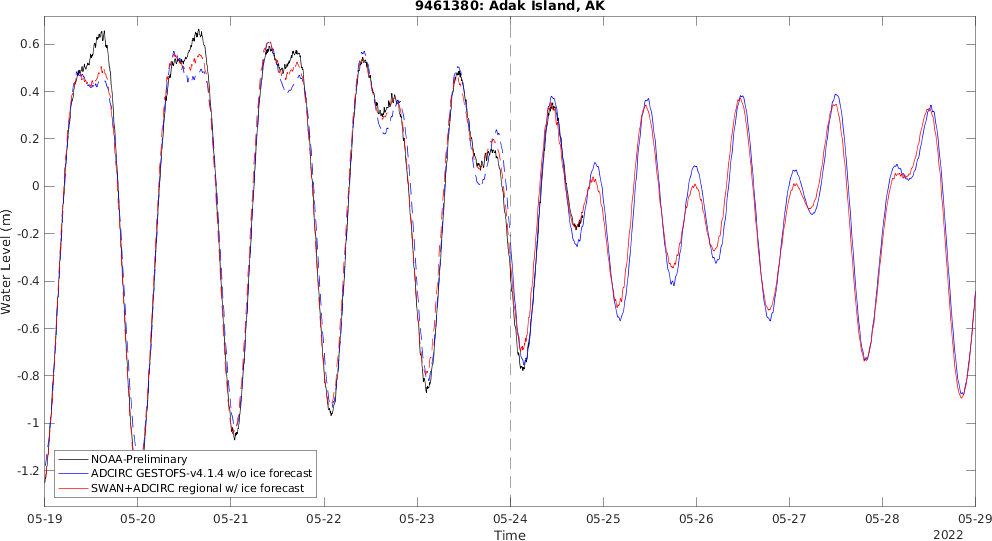 9461380: Adak Island, AK
Water Level (m)
0.6
0.4
0.2
0
-0.2
-0.4
-0.6
-0.8
-1
-1.2
NOAA-Preliminary
ADCIRC GESTOFS-v4.1.4 w/o ice forecast
SWAN+ADCIRC regional w/ ice forecast
05-19 05-20 05-21 05-22 05-23 05-24 05-25 05-26 05-27 05-28 05-29
Time
2022